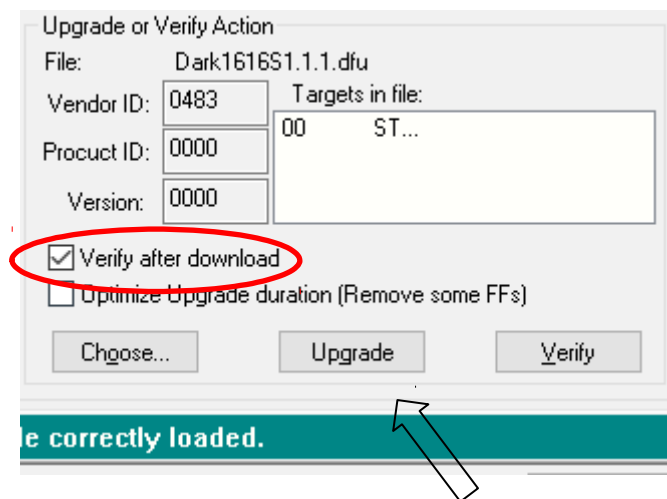 Upgrade or Verify Action
File: Dark1616S1.1.1.dfu
Vendor ID: 0483
Targets in file:
00 ST...
Procuct ID: 0000
Version: 0000
Verify after download
Optimize Upgrade duration (Remove some FFs)
Choose... Upgrade Verify
le correctly loaded.